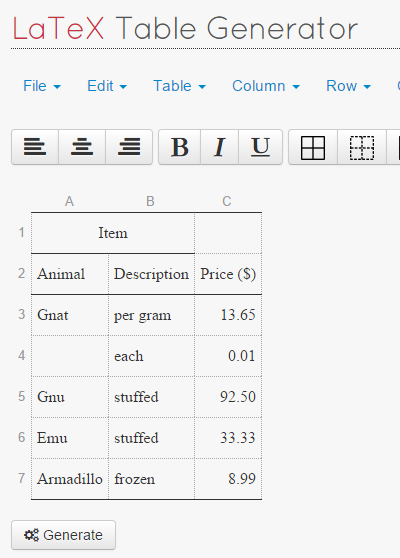 LaTeX Table Generator
File Edit Table Column Row
B I U
A B C
1 Item
2 Animal Description Price ($)
3 Gnat per gram 13.65
4 each 0.01
5 Gnu stuffed 92.50
6 Emu stuffed 33.33
7 Armadillo frozen 8.99
Generate